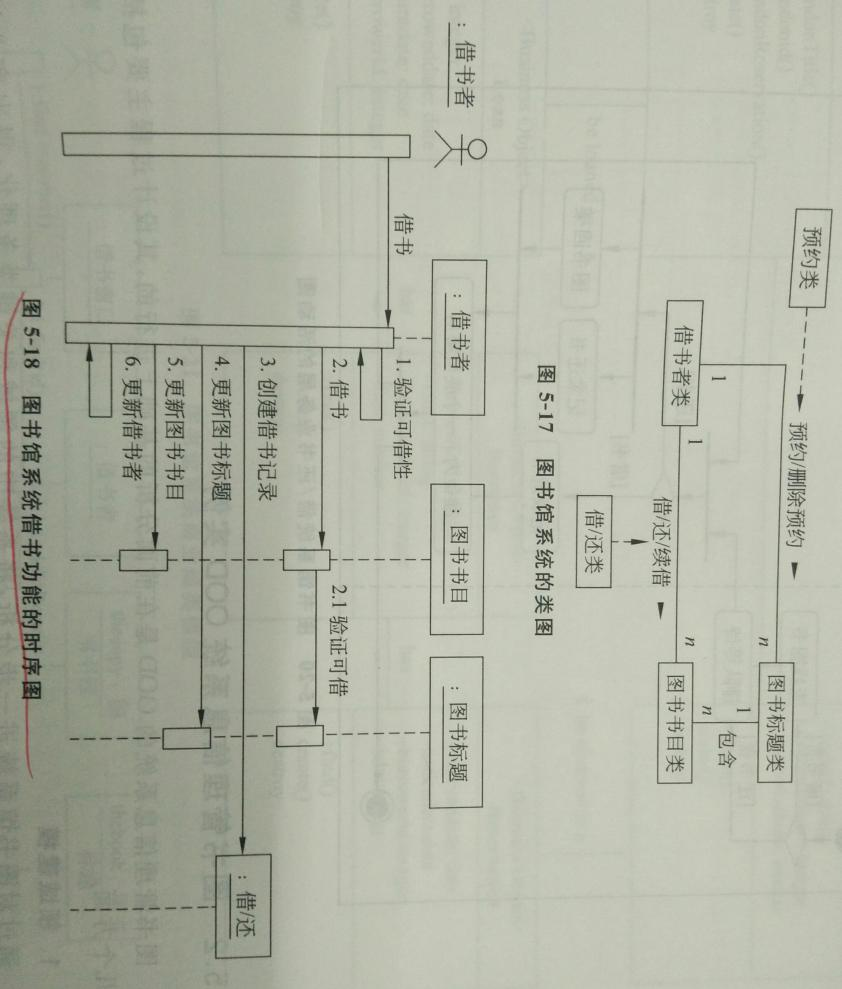 预约类
预约/删除预约
1
n
图书标题类
1
包含
n
借书者类
1
借/还/续借
n
图书书目类
借/还类
图 5-17 图书馆系统的类图
: 借书者
: 借书者
: 图书书目
: 图书标题
借书
1. 验证可借性
2. 借书
2.1 验证可借
3. 创建借书记录
: 借/还
4. 更新图书标题
5. 更新图书书目
6. 更新借书者
图 5-18 图书馆系统借书功能的时序图